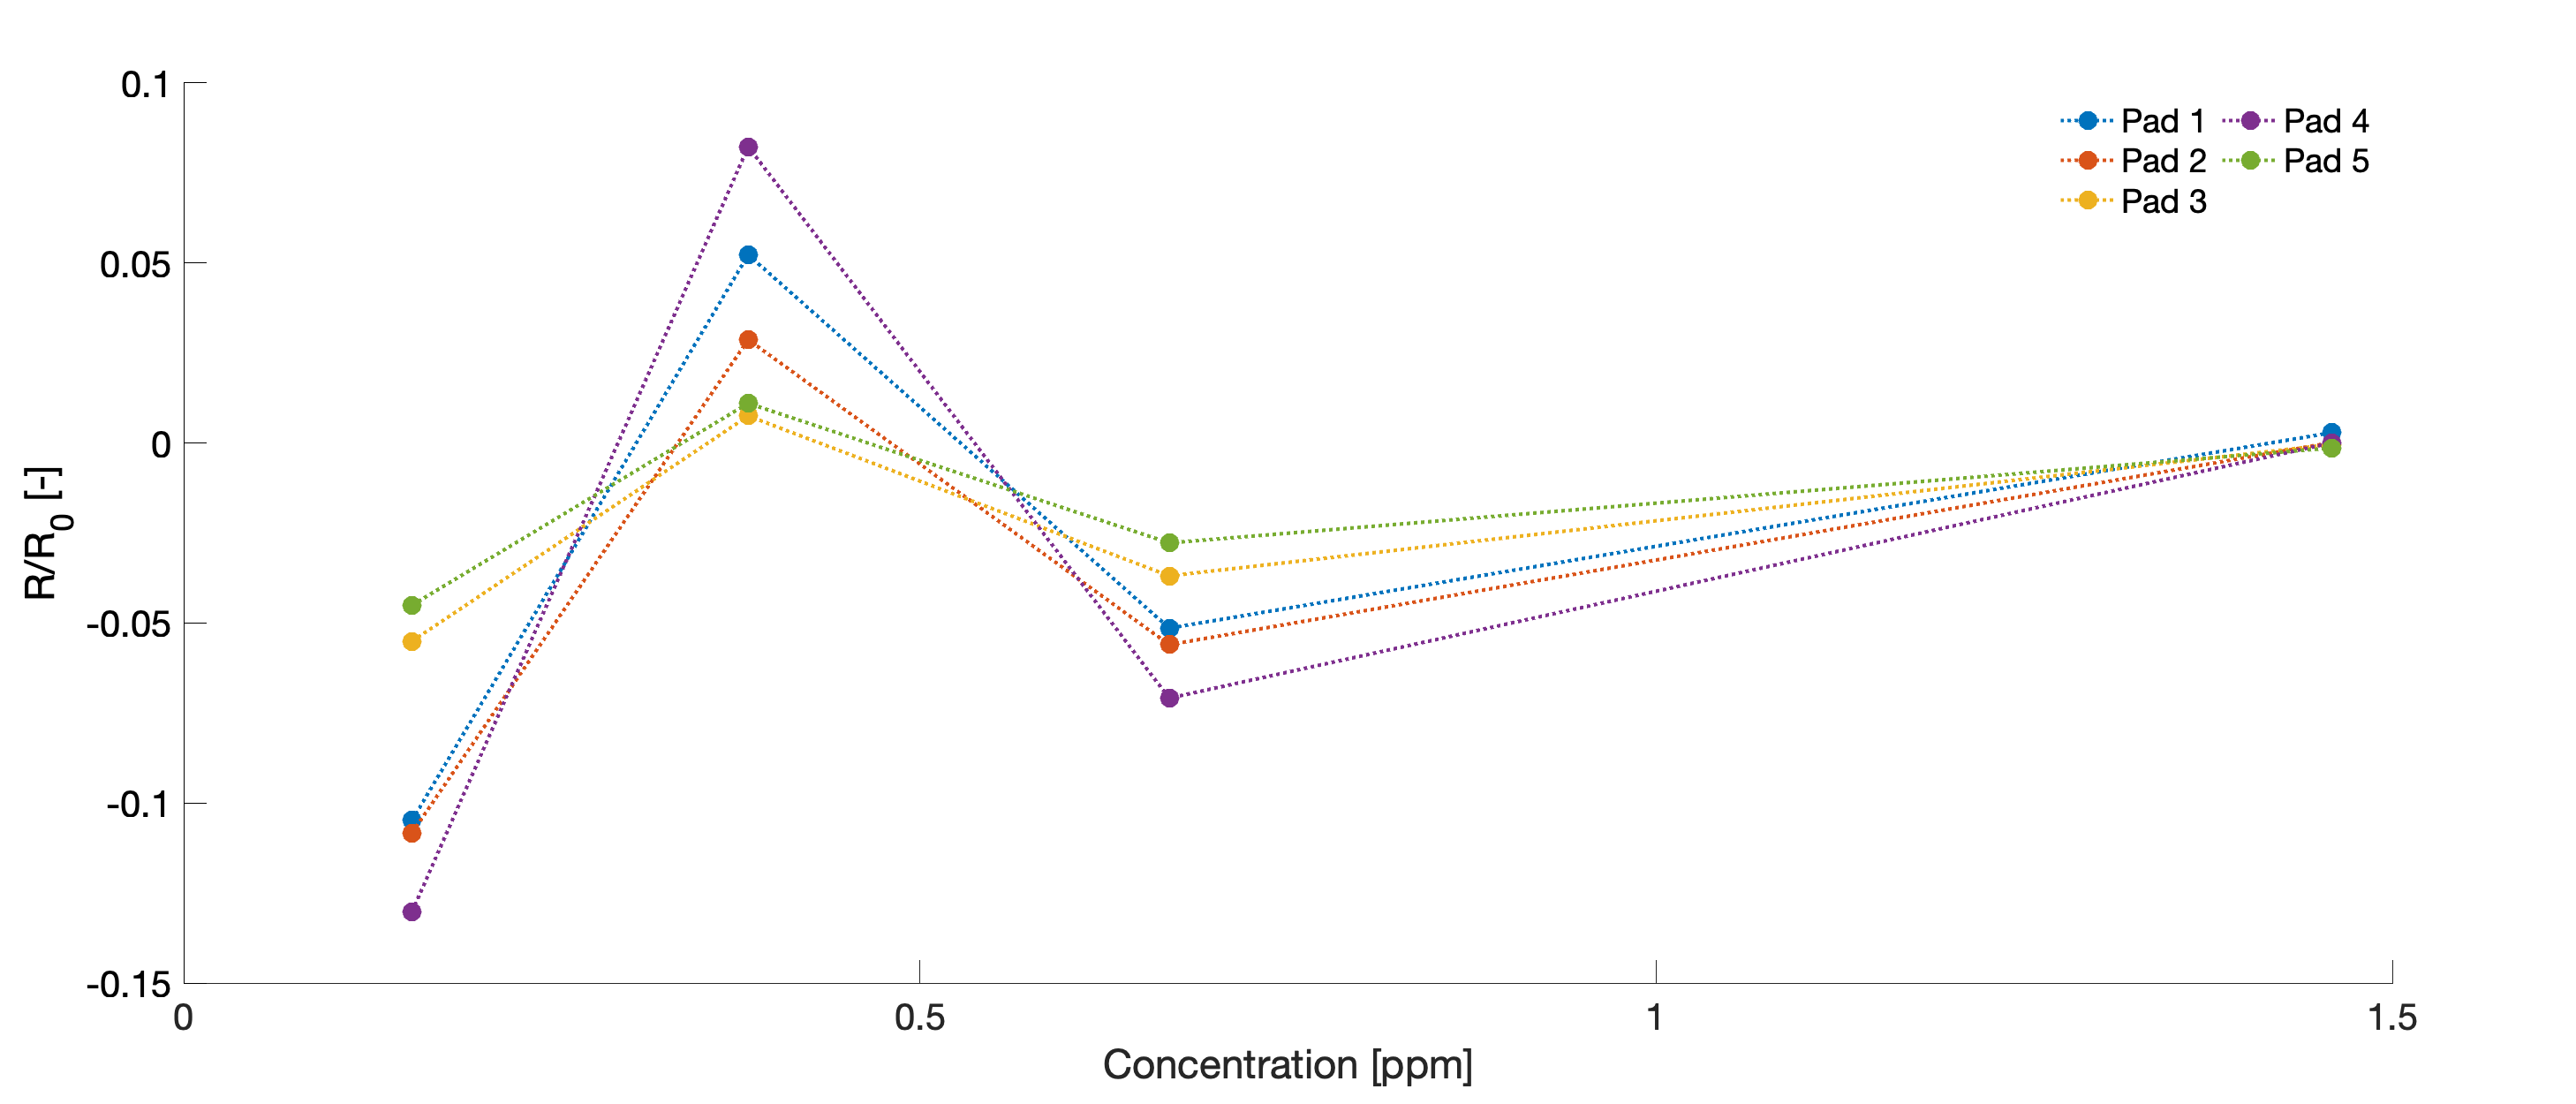 0.1
0.05
0
-0.05
-0.1
-0.15
R/R0 [-]
0
0.5
1
1.5
Concentration [ppm]
Pad 1
Pad 2
Pad 3
Pad 4
Pad 5